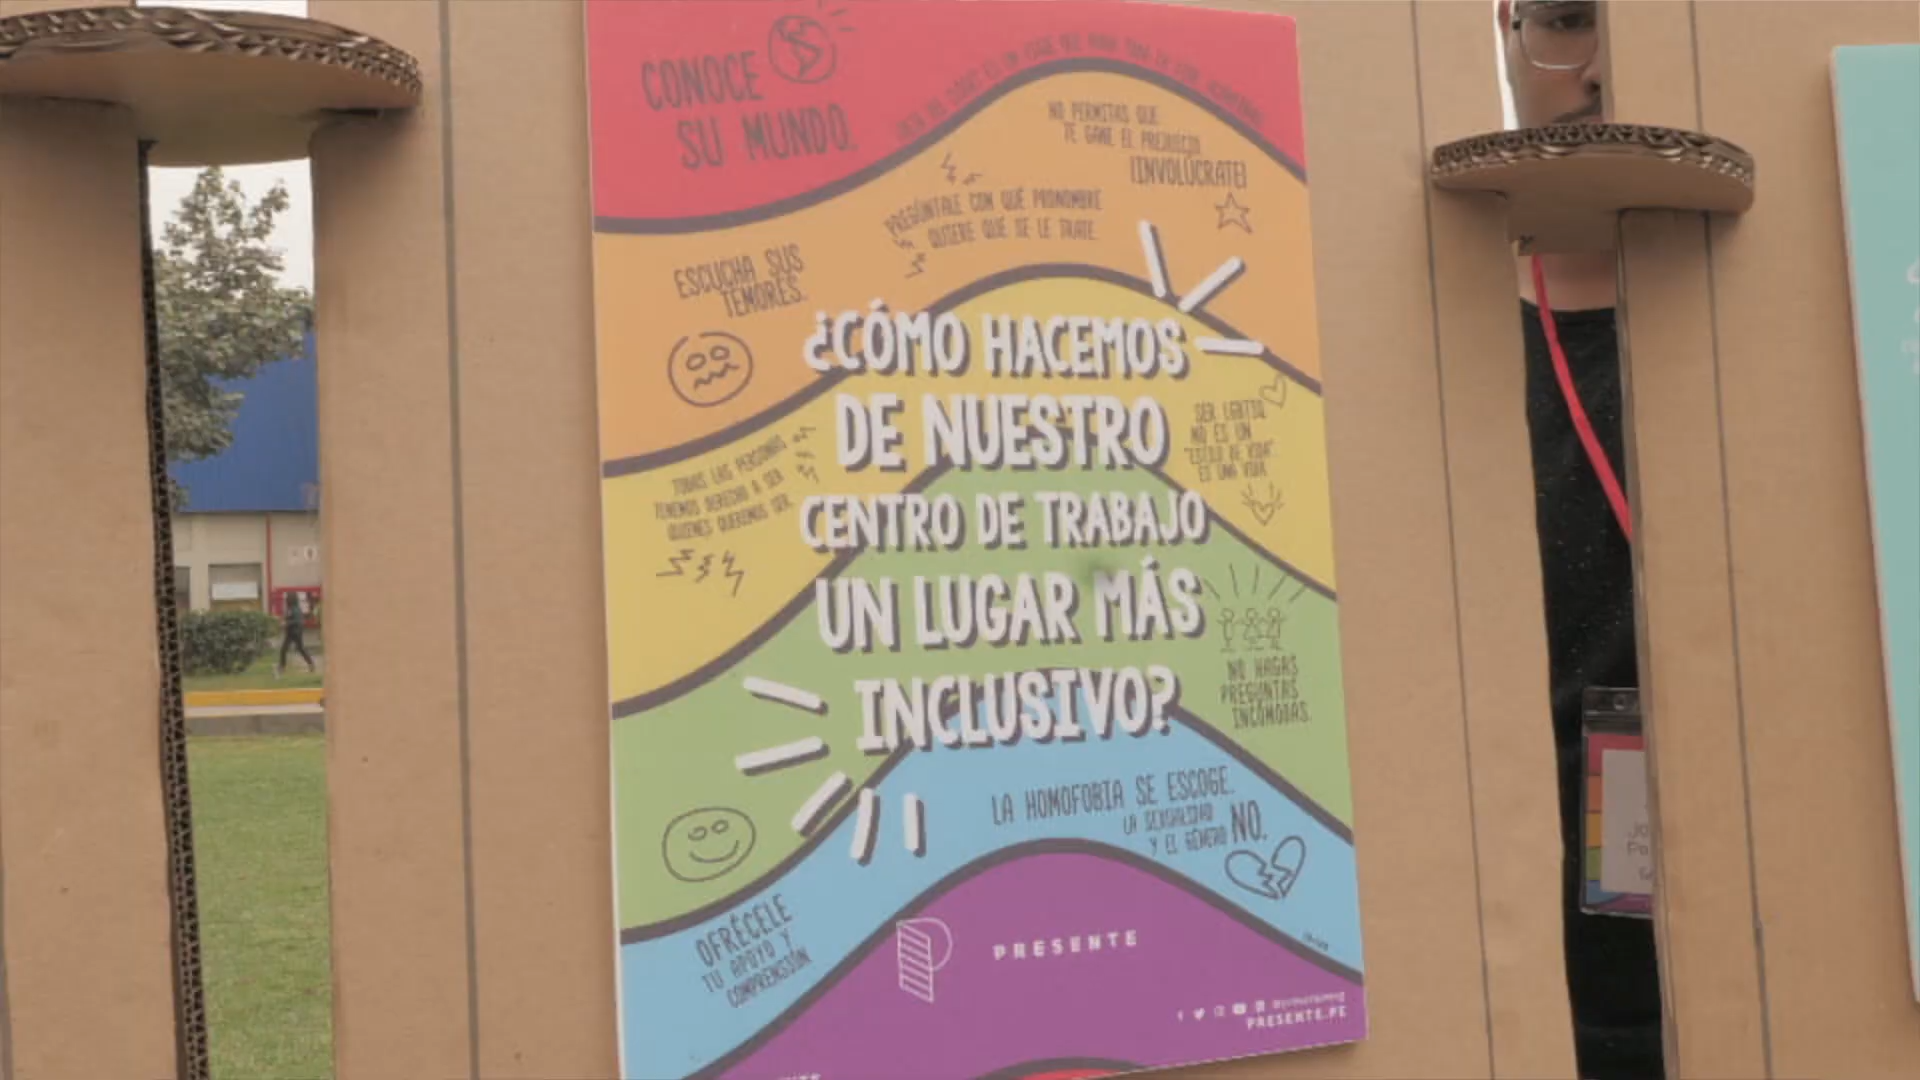 CONOCE
SU MUNDO.
NO PERMITAS QUE
TE GANE EL PREJUICIO
¡INVOLÚCRATE!
PREGÚNTALE CON QUÉ PRONOMBRE
QUIERE QUE SE LE TRATE.
ESCUCHA SUS
TEMORES.
¿CÓMO HACEMOS
DE NUESTRO
CENTRO DE TRABAJO
UN LUGAR MÁS
INCLUSIVO?
SER LGBTIQ
NO ES UN
"ESTILO DE VIDA".
ES UNA VIDA
TODAS LAS PERSONAS
TENEMOS DERECHO A SER
QUIENES QUEREMOS SER.
NO HAGAS
PREGUNTAS
INCÓMODAS.
LA HOMOFOBIA SE ESCOGE.
LA SEXUALIDAD
Y EL GÉNERO NO.
OFRÉCELE
TU APOYO Y
COMPRENSIÓN
PRESENTE
PRESENTE.PE